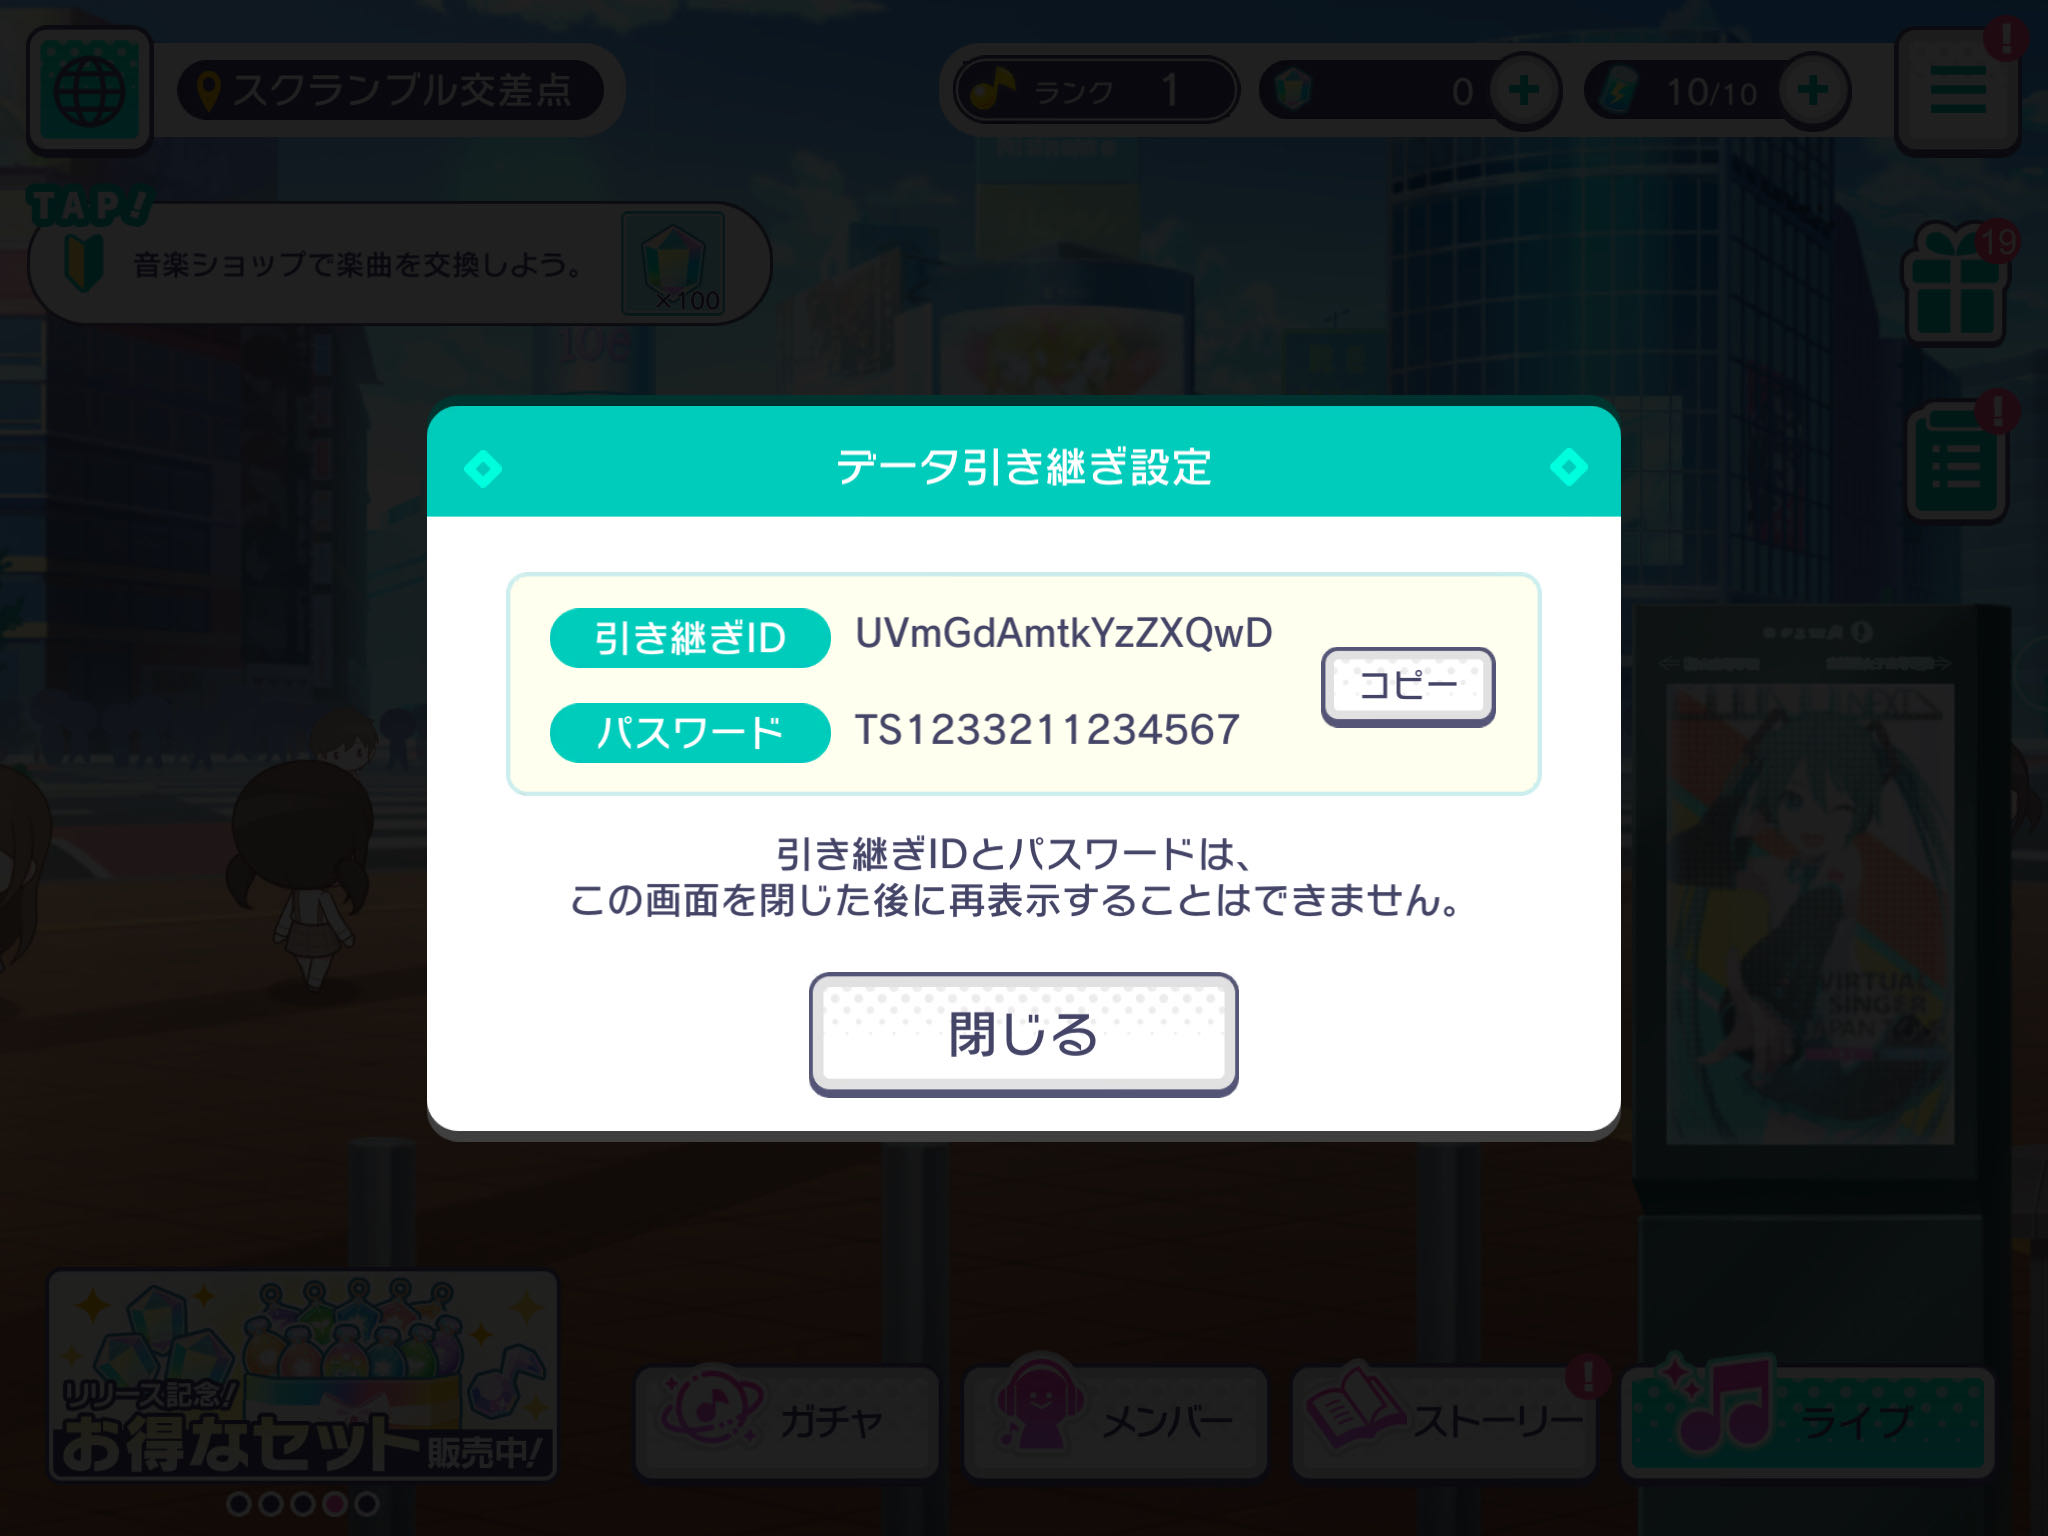 スクランブル交差点
ランク 1
0
10/10
TAP!
音楽ショップで楽曲を交換しよう。
×100
19
データ引き継ぎ設定
引き継ぎID UVmGdAmtkYzZXQwD
パスワード TS1233211234567
コピー
引き継ぎIDとパスワードは、
この画面を閉じた後に再表示することはできません。
閉じる
VIRTUAL
SINGER
リリース記念!
お得なセット販売中!
ガチャ
メンバー
ストーリー
ライブ